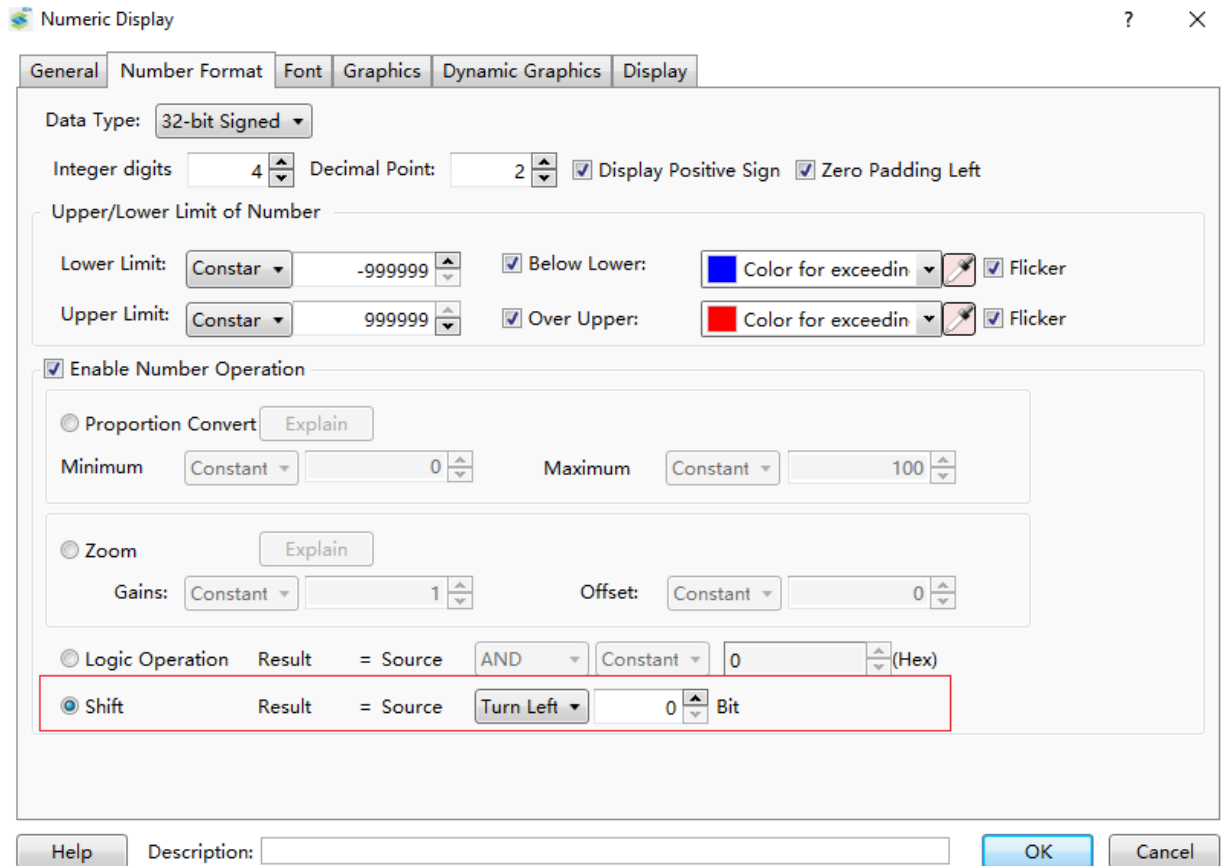 Numeric Display ?
General Number Format Font Graphics Dynamic Graphics Display
Data Type: 32-bit Signed
Integer digits 4 Decimal Point: 2 Display Positive Sign Zero Padding Left
Upper/Lower Limit of Number
Lower Limit: Constar -999999 Below Lower: Color for exceedin Flicker
Upper Limit: Constar 999999 Over Upper: Color for exceedin Flicker
Enable Number Operation
Proportion Convert Explain
Minimum Constant 0 Maximum Constant 100
Zoom Explain
Gains: Constant 1 Offset: Constant 0
Logic Operation Result = Source AND Constant 0 (Hex)
Shift Result = Source Turn Left 0 Bit
Help Description: OK Cancel